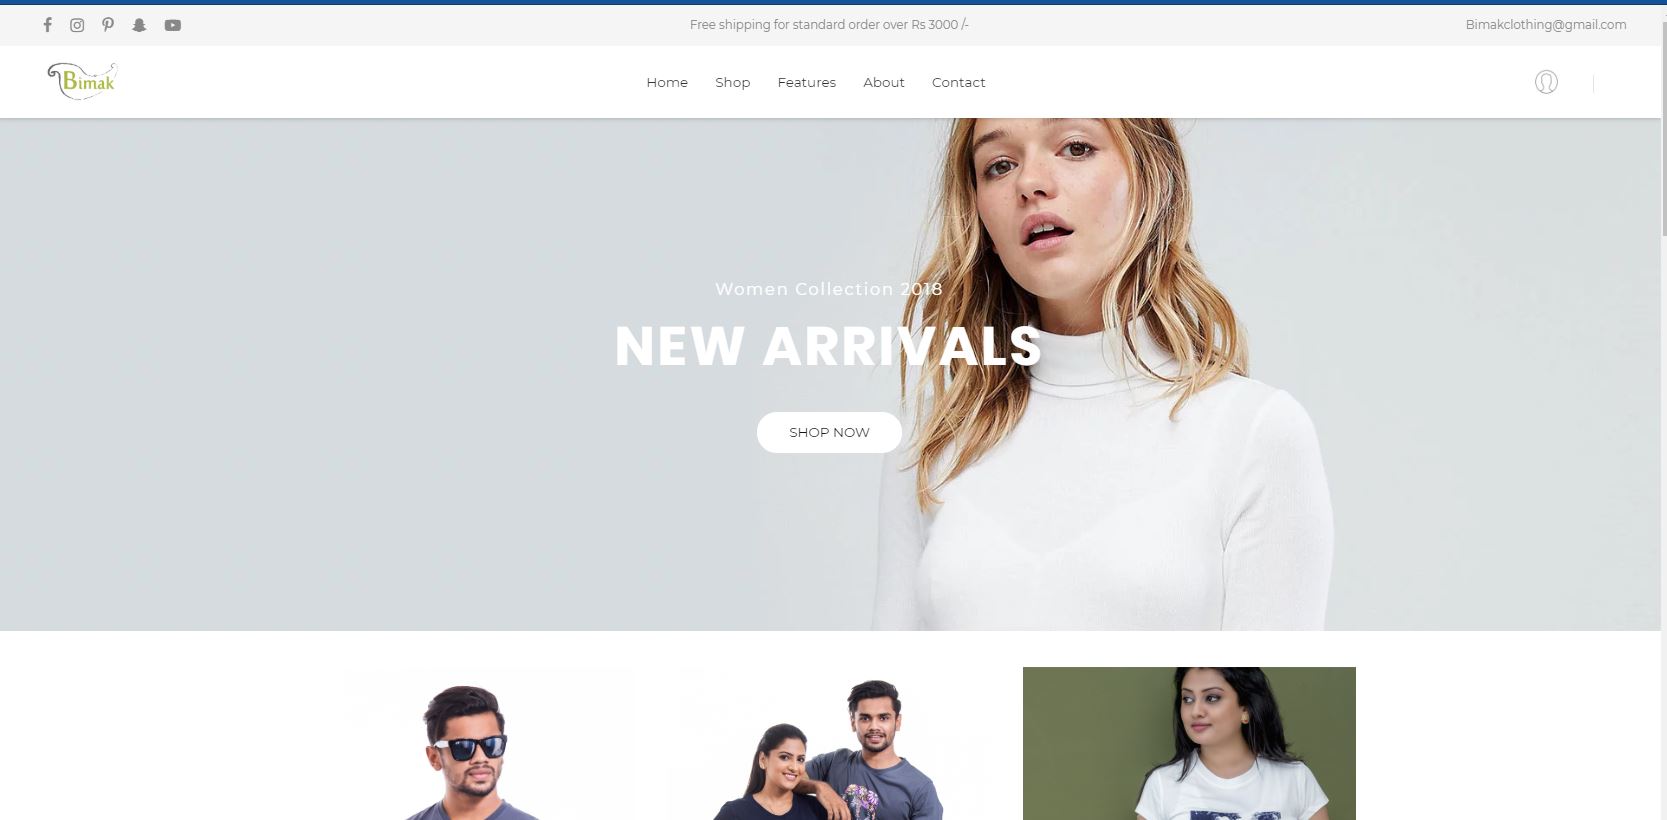 Free shipping for standard order over Rs 3000 /-
Bimakclothing@gmail.com
Bimak
Home Shop Features About Contact
Women Collection 2018
NEW ARRIVALS
SHOP NOW